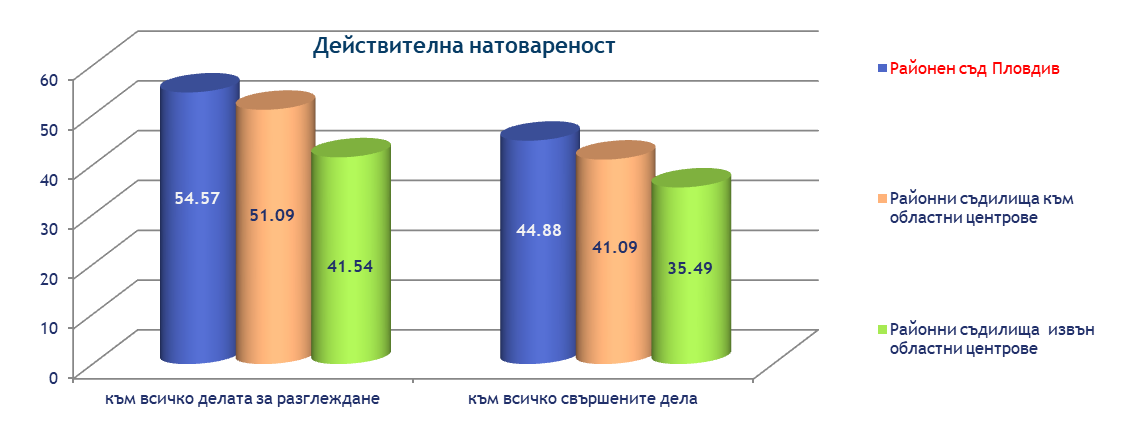 Действителна натовареност
60
50
40
30
20
10
0
54.57
51.09
41.54
44.88
41.09
35.49
към всичко делата за разглеждане
към всичко свършените дела
Районен съд Пловдив
Районни съдилища към
областни центрове
Районни съдилища извън
областни центрове